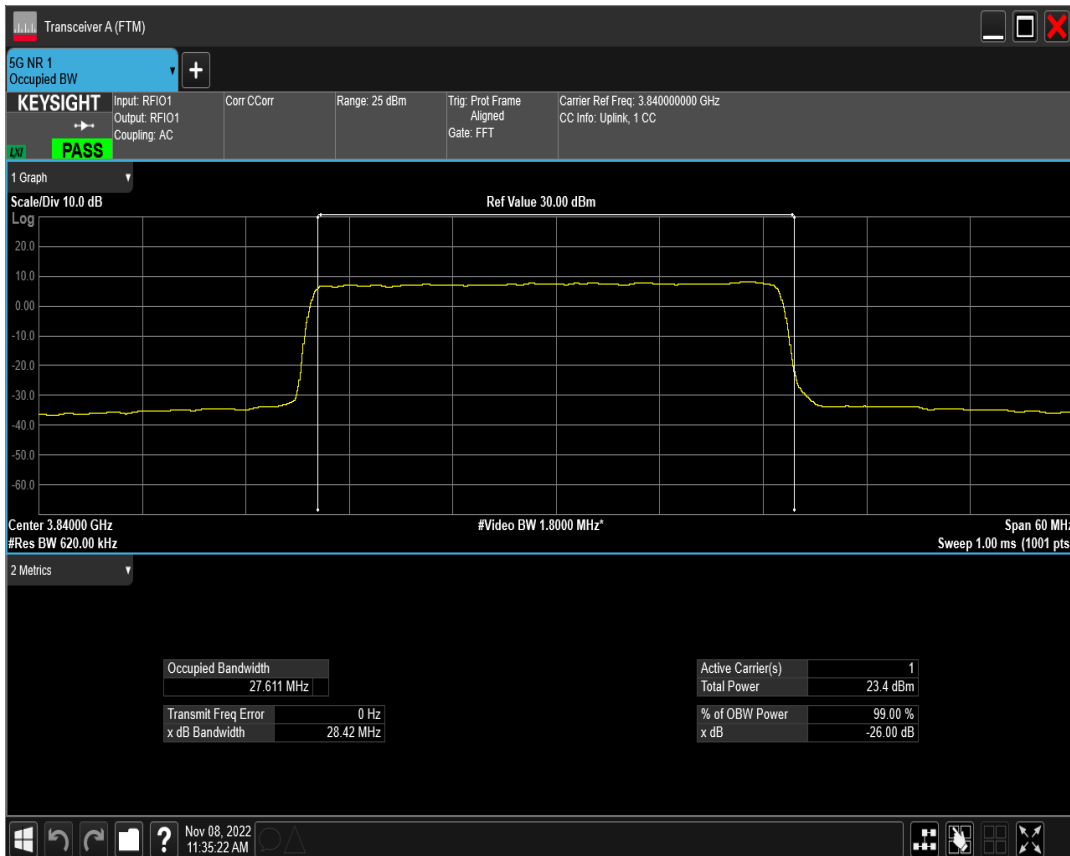 Transceiver A (FTM)
5G NR 1
Occupied BW
+
KEYSIGHT
LXI
PASS
Input: RFIO1
Output: RFIO1
Coupling: AC
Corr CCorr
Range: 25 dBm
Trig: Prot Frame
Aligned
Gate: FFT
Carrier Ref Freq: 3.840000000 GHz
CC Info: Uplink, 1 CC
1 Graph
Scale/Div 10.0 dB
Ref Value 30.00 dBm
Log
20.0
10.0
0.00
-10.0
-20.0
-30.0
-40.0
-50.0
-60.0
Center 3.84000 GHz
#Video BW 1.8000 MHz*
Span 60 MHz
#Res BW 620.00 kHz
Sweep 1.00 ms (1001 pts
2 Metrics
Occupied Bandwidth
27.611 MHz
Transmit Freq Error 0 Hz
x dB Bandwidth 28.42 MHz
Active Carrier(s) 1
Total Power 23.4 dBm
% of OBW Power 99.00 %
x dB -26.00 dB
?
Nov 08, 2022
11:35:22 AM